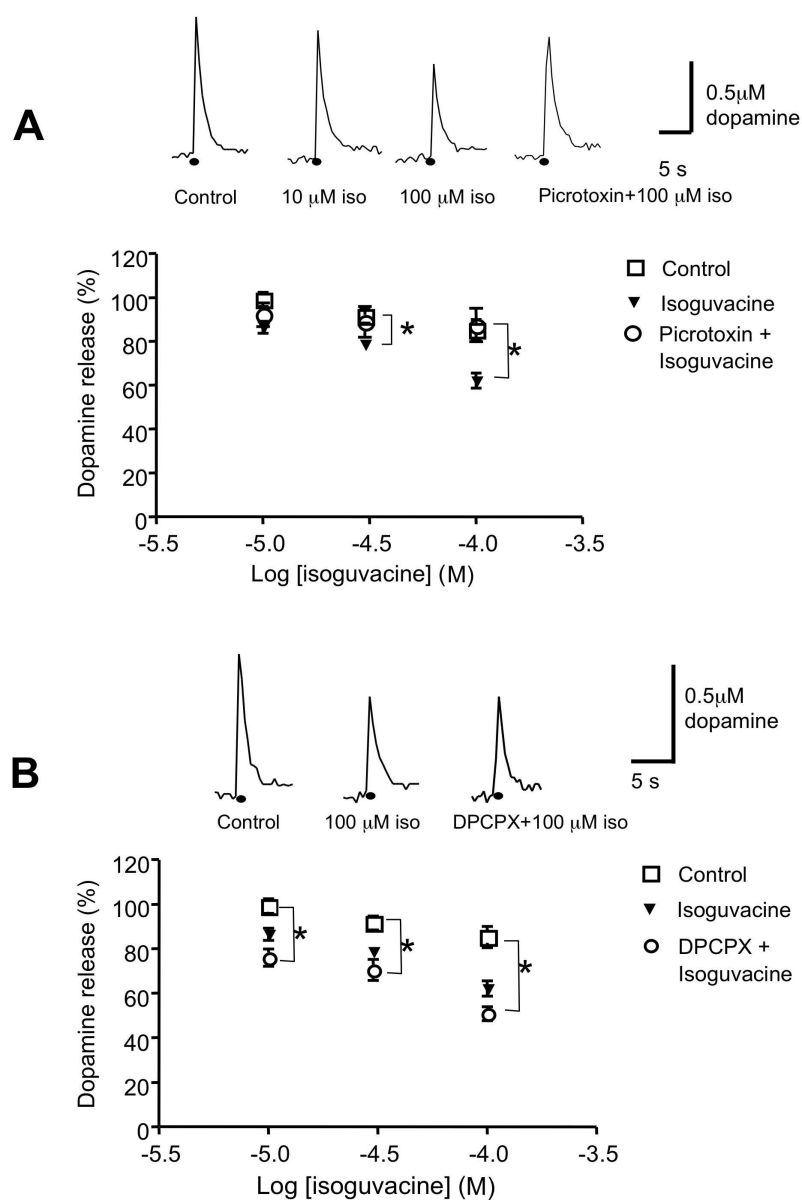 A
0.5μM
dopamine
5 s
Control
10 μM iso
100 μM iso
Picrotoxin+100 μM iso
Dopamine release (%)
120
100
80
60
40
20
0
*
*
-5.5
-5.0
-4.5
-4.0
-3.5
Log [isoguvacine] (M)
Control
Isoguvacine
Picrotoxin +
Isoguvacine
B
0.5μM
dopamine
5 s
Control
100 μM iso
DPCPX+100 μM iso
Dopamine release (%)
120
100
80
60
40
20
0
*
*
*
-5.5
-5.0
-4.5
-4.0
-3.5
Log [isoguvacine] (M)
Control
Isoguvacine
DPCPX +
Isoguvacine